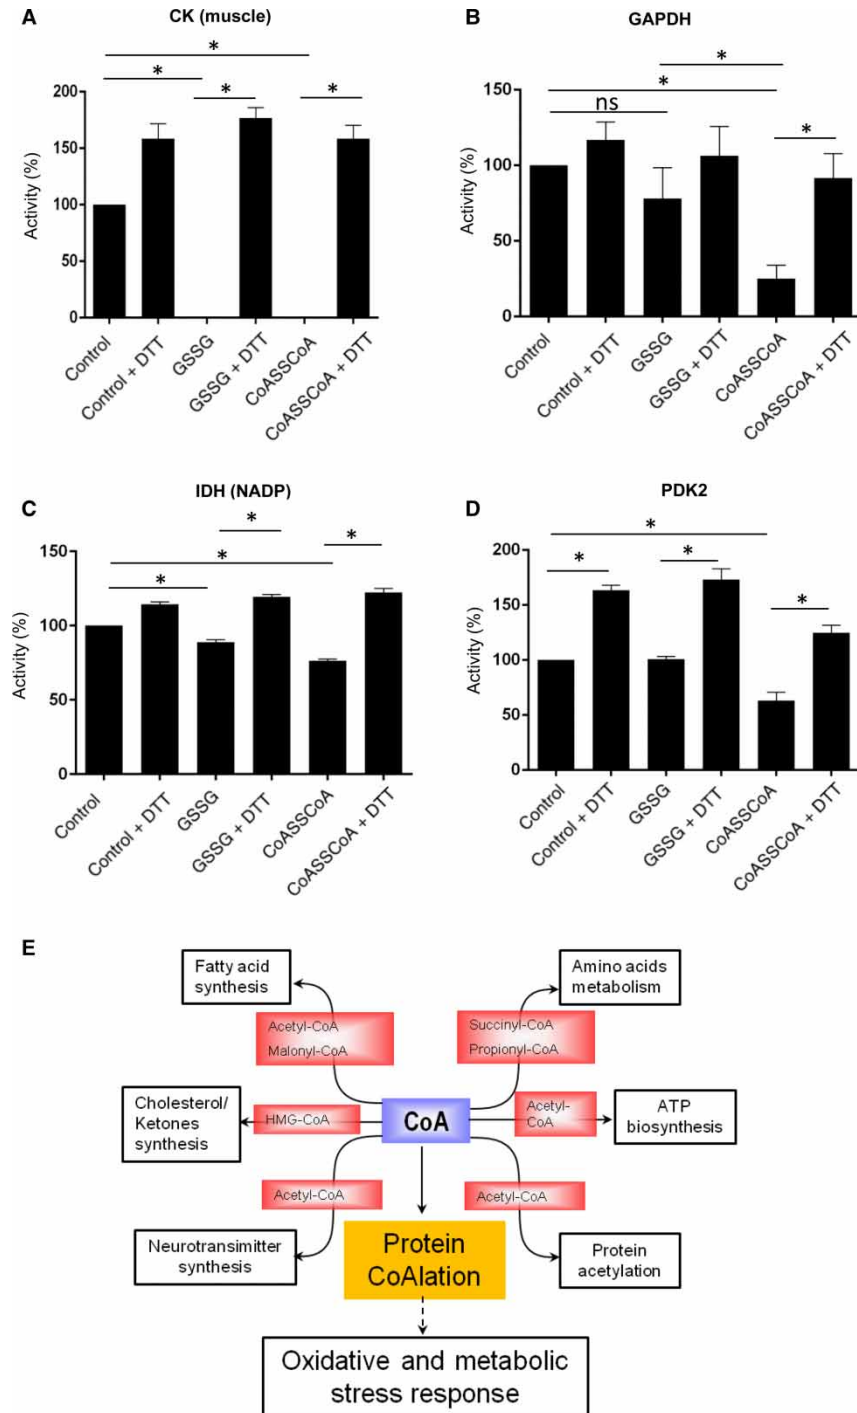 A
CK (muscle)
*
*
*
*
200
150
100
50
0
Activity (%)
Control
Control + DTT
GSSG
GSSG + DTT
CoASSCoA
CoASSCoA + DTT
B
GAPDH
*
*
ns
*
150
100
50
0
Activity (%)
Control
Control + DTT
GSSG
GSSG + DTT
CoASSCoA
CoASSCoA + DTT
C
IDH (NADP)
*
*
*
*
150
100
50
0
Activity (%)
Control
Control + DTT
GSSG
GSSG + DTT
CoASSCoA
CoASSCoA + DTT
D
PDK2
*
*
*
*
200
150
100
50
0
Activity (%)
Control
Control + DTT
GSSG
GSSG + DTT
CoASSCoA
CoASSCoA + DTT
E
Fatty acid
synthesis
Amino acids
metabolism
Acetyl-CoA
Malonyl-CoA
Succinyl-CoA
Propionyl-CoA
Cholesterol/
Ketones
synthesis
HMG-CoA
CoA
Acetyl-
CoA
ATP
biosynthesis
Acetyl-CoA
Acetyl-CoA
Neurotransimitter
synthesis
Protein
CoAlation
Protein
acetylation
Oxidative and metabolic
stress response